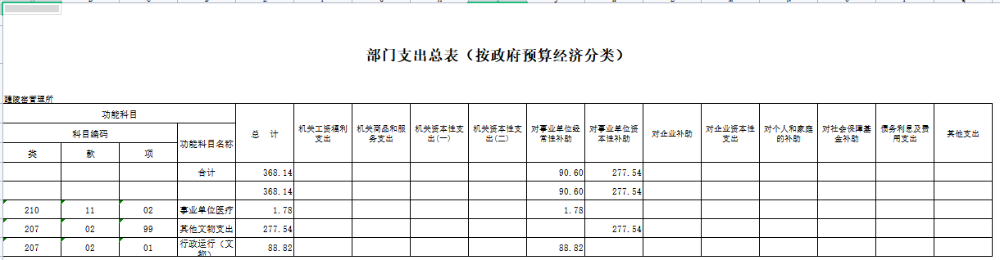 部门支出总表（按政府预算经济分类）
醴陵窑管理所
功能科目
科目编码
类 款 项 功能科目名称 总 计 机关工资福利支出 机关商品和服务支出 机关资本性支出(一) 机关资本性支出(二) 对事业单位经常性补助 对事业单位资本性补助 对企业补助 对企业资本性支出 对个人和家庭的补助 对社会保障基金补助 债务利息及费用支出 其他支出
合计 368.14 90.60 277.54
368.14 90.60 277.54
210 11 02 事业单位医疗 1.78 1.78
207 02 99 其他文物支出 277.54 277.54
207 02 01 行政运行（文物） 88.82 88.82